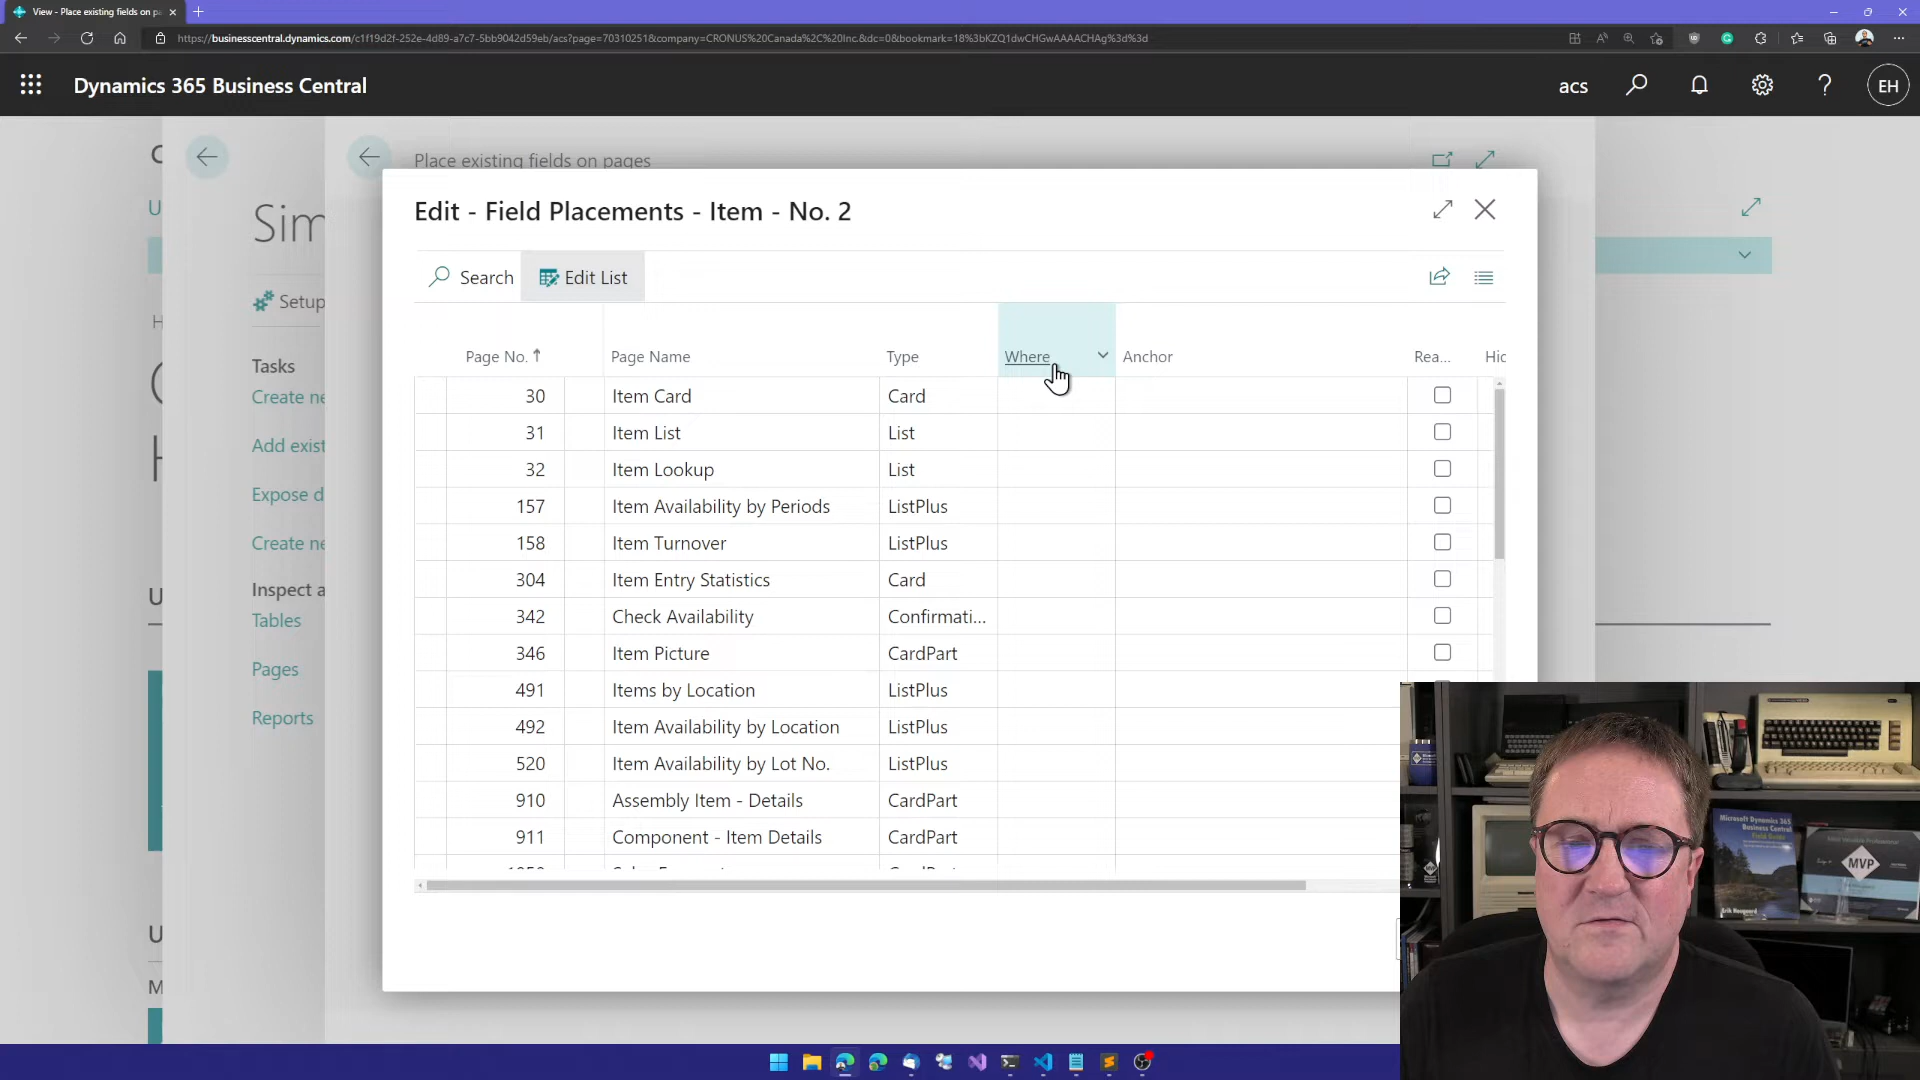 View - Place existing fields on p
https://businesscentral.dynamics.com/c1f19d2f-252e-4d89-a7c7-5bb9042d59eb/acs?page=70310251&company=CRONUS%20Canada%2C%20Inc.&dc=0&bookmark=18%3bKZQ1dwCHGwAAAACHAg%3d%3d
Dynamics 365 Business Central
acs
EH
Place existing fields on pages
Edit - Field Placements - Item - No. 2
Sim
Search
Edit List
Setup
Page No.
Page Name
Type
Where
Anchor
Rea...
Hic
Tasks
Create ne
Add exist
Expose d
Create ne
Inspect a
Tables
Pages
Reports
30 Item Card Card
31 Item List List
32 Item Lookup List
157 Item Availability by Periods ListPlus
158 Item Turnover ListPlus
304 Item Entry Statistics Card
342 Check Availability Confirmati...
346 Item Picture CardPart
491 Items by Location ListPlus
492 Item Availability by Location ListPlus
520 Item Availability by Lot No. ListPlus
910 Assembly Item - Details CardPart
911 Component - Item Details CardPart
Microsoft Dynamics 365
Business Central
Field Guide
MVP